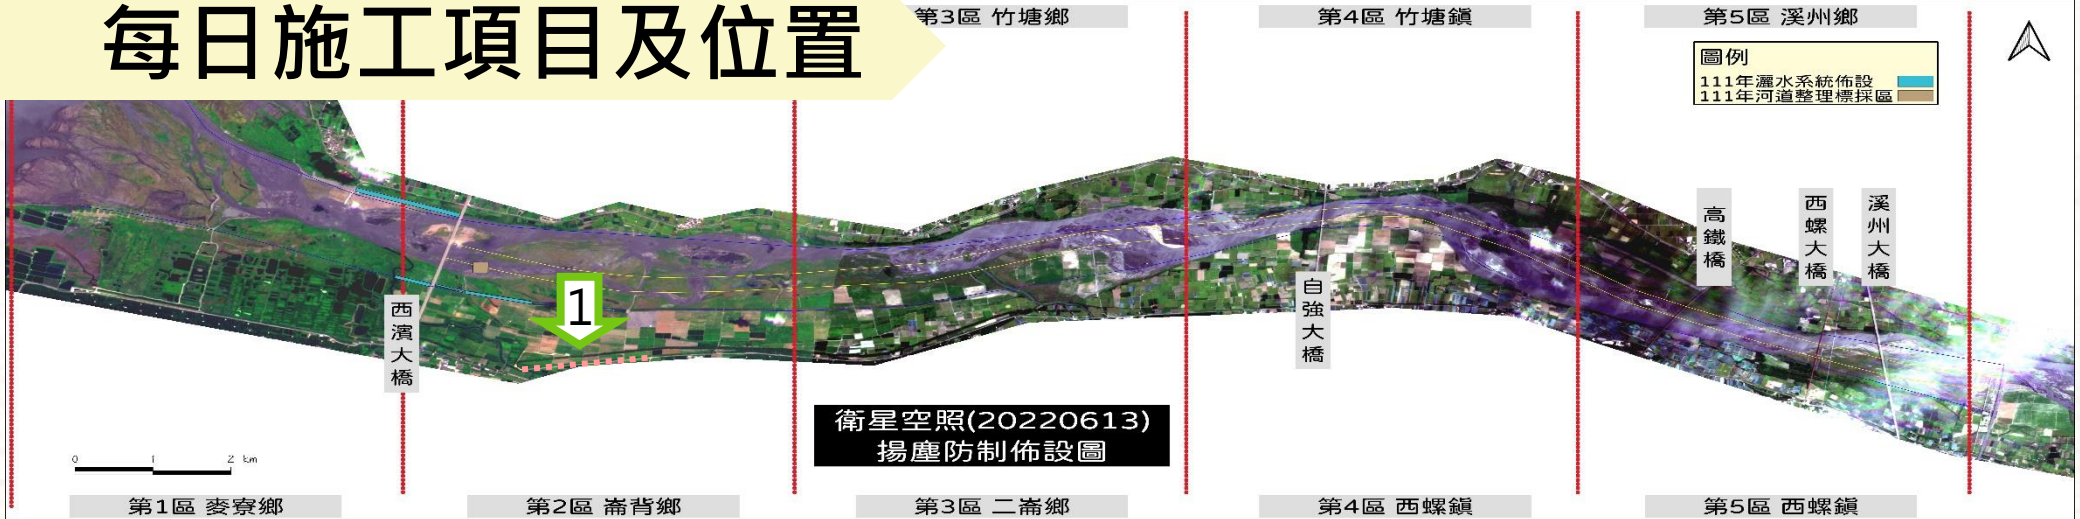 每日施工項目及位置
第3區 竹塘鄉
第4區 竹塘鎮
第5區 溪州鄉
圖例
111年灑水系統佈設
111年河道整理標採區
高鐵橋
西螺大橋
溪州大橋
1
西濱大橋
自強大橋
衛星空照(20220613)
揚塵防制佈設圖
0 1 2 km
第1區 麥寮鄉
第2區 崙背鄉
第3區 二崙鄉
第4區 西螺鎮
第5區 西螺鎮